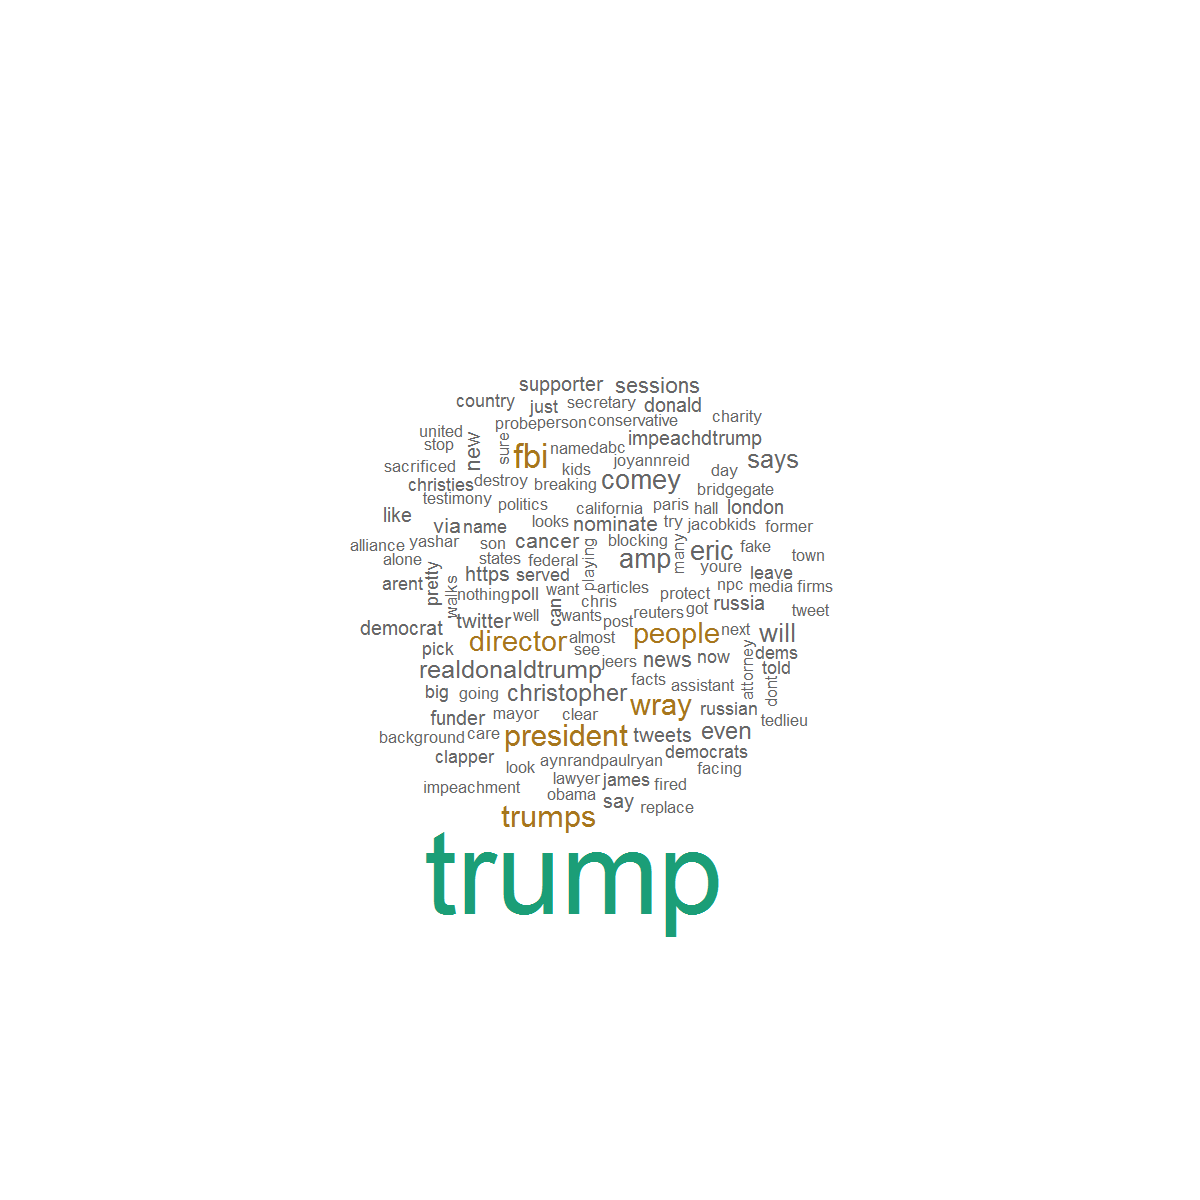 supporter sessions
country just secretary donald
probe person conservative charity
united new sure impeachdtrump
stop fbi named abc says
sacrificed kids joyannreid day
christies destroy breaking comey bridgegate
testimony politics california paris hall london
like via name looks nominate try jacobkids former
alliance yashar son cancer blocking many eric fake town
alone states federal playing amp youre
arent pretty https served leave
walks nothing poll want articles protect npc media firms
can chris russia
democrat twitter well wants post reuters got tweet
director almost people next will
pick see attorney dems
realdonaldtrump jeers news now told
big going christopher facts assistant dont
funder mayor clear wray russian tedlieu
background care president tweets even
clapper aynrandpaulryan democrats
look facing
impeachment lawyer james fired
obama say replace
trumps
trump